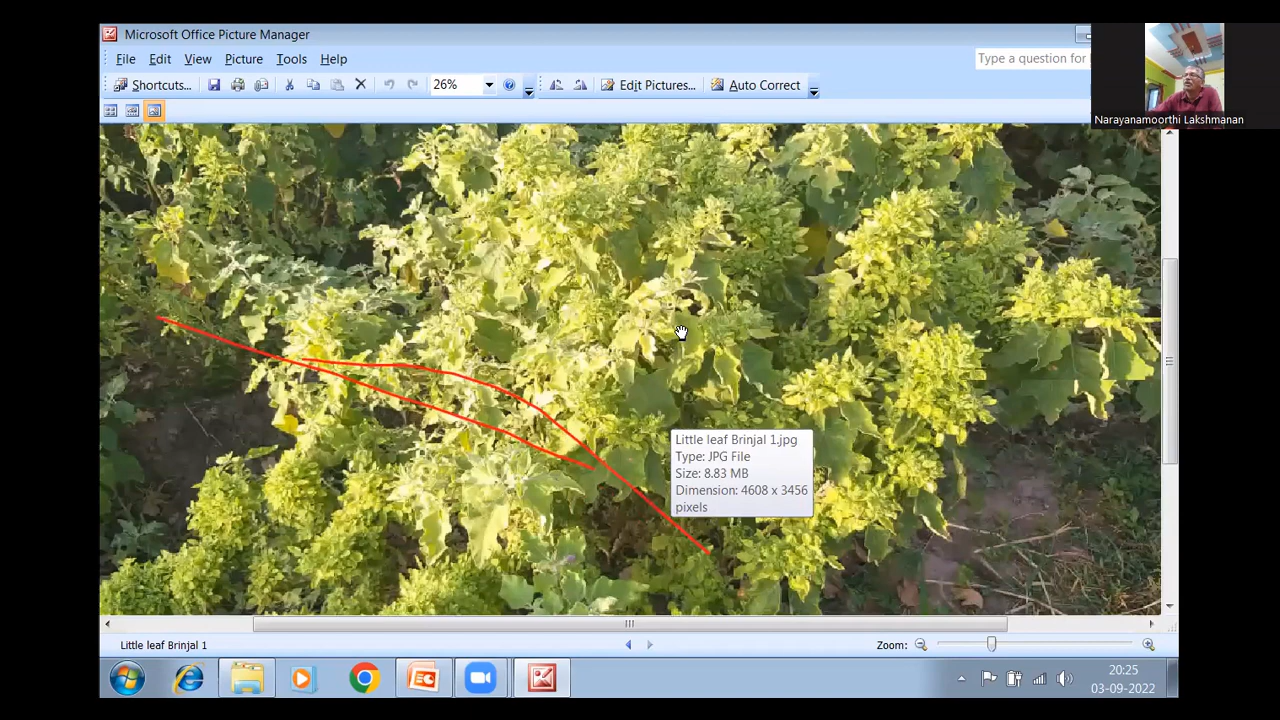 Microsoft Office Picture Manager
File Edit View Picture Tools Help
Type a question for
Shortcuts... 26% Edit Pictures... Auto Correct
Narayanamoorthi Lakshmanan
Little leaf Brinjal 1.jpg
Type: JPG File
Size: 8.83 MB
Dimension: 4608 x 3456
pixels
Little leaf Brinjal 1
Zoom:
20:25
03-09-2022